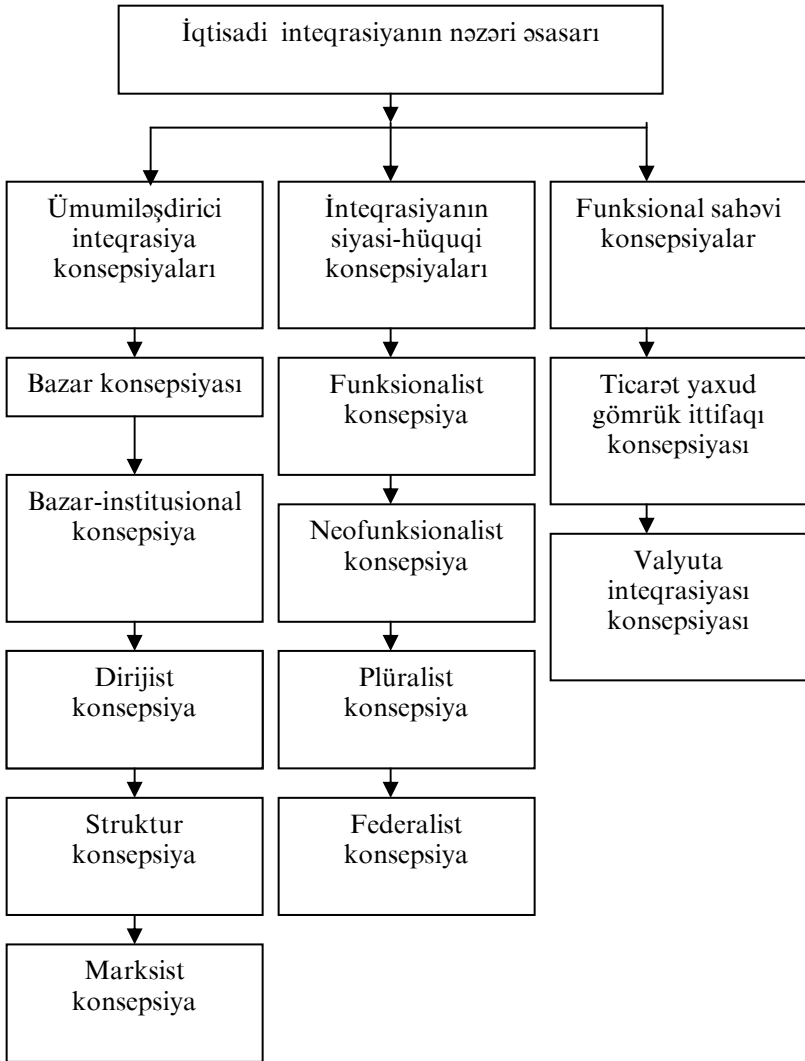 İqtisadi inteqrasiyanın nəzəri əsasarı
Ümumiləşdirici
inteqrasiya
konsepsiyaları
İnteqrasiyanın
siyasi-hüquqi
konsepsiyaları
Funksional sahəvi
konsepsiyalar
Bazar konsepsiyası
Funksionalist
konsepsiya
Ticarət yaxud
gömrük ittifaqı
konsepsiyası
Bazar-institusional
konsepsiya
Neofunksionalist
konsepsiya
Valyuta
inteqrasiyası
konsepsiyası
Dirijist
konsepsiya
Plüralist
konsepsiya
Struktur
konsepsiya
Federalist
konsepsiya
Marksist
konsepsiya